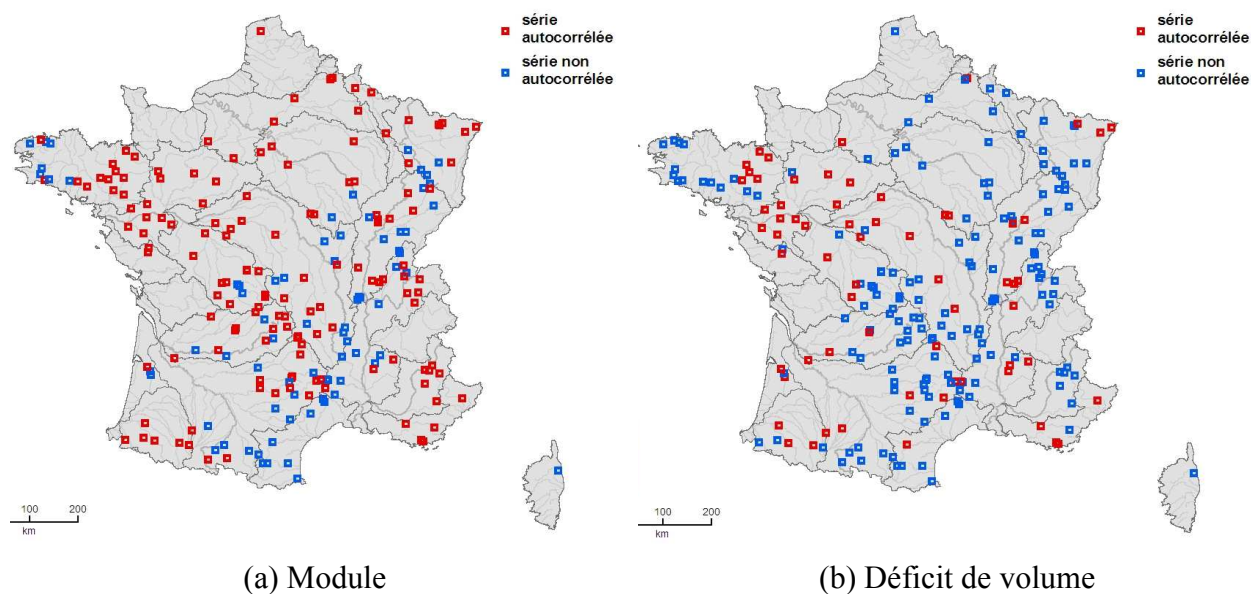 série
autocorrélée
série non
autocorrélée
100 200
km
(a) Module
série
autocorrélée
série non
autocorrélée
100 200
km
(b) Déficit de volume